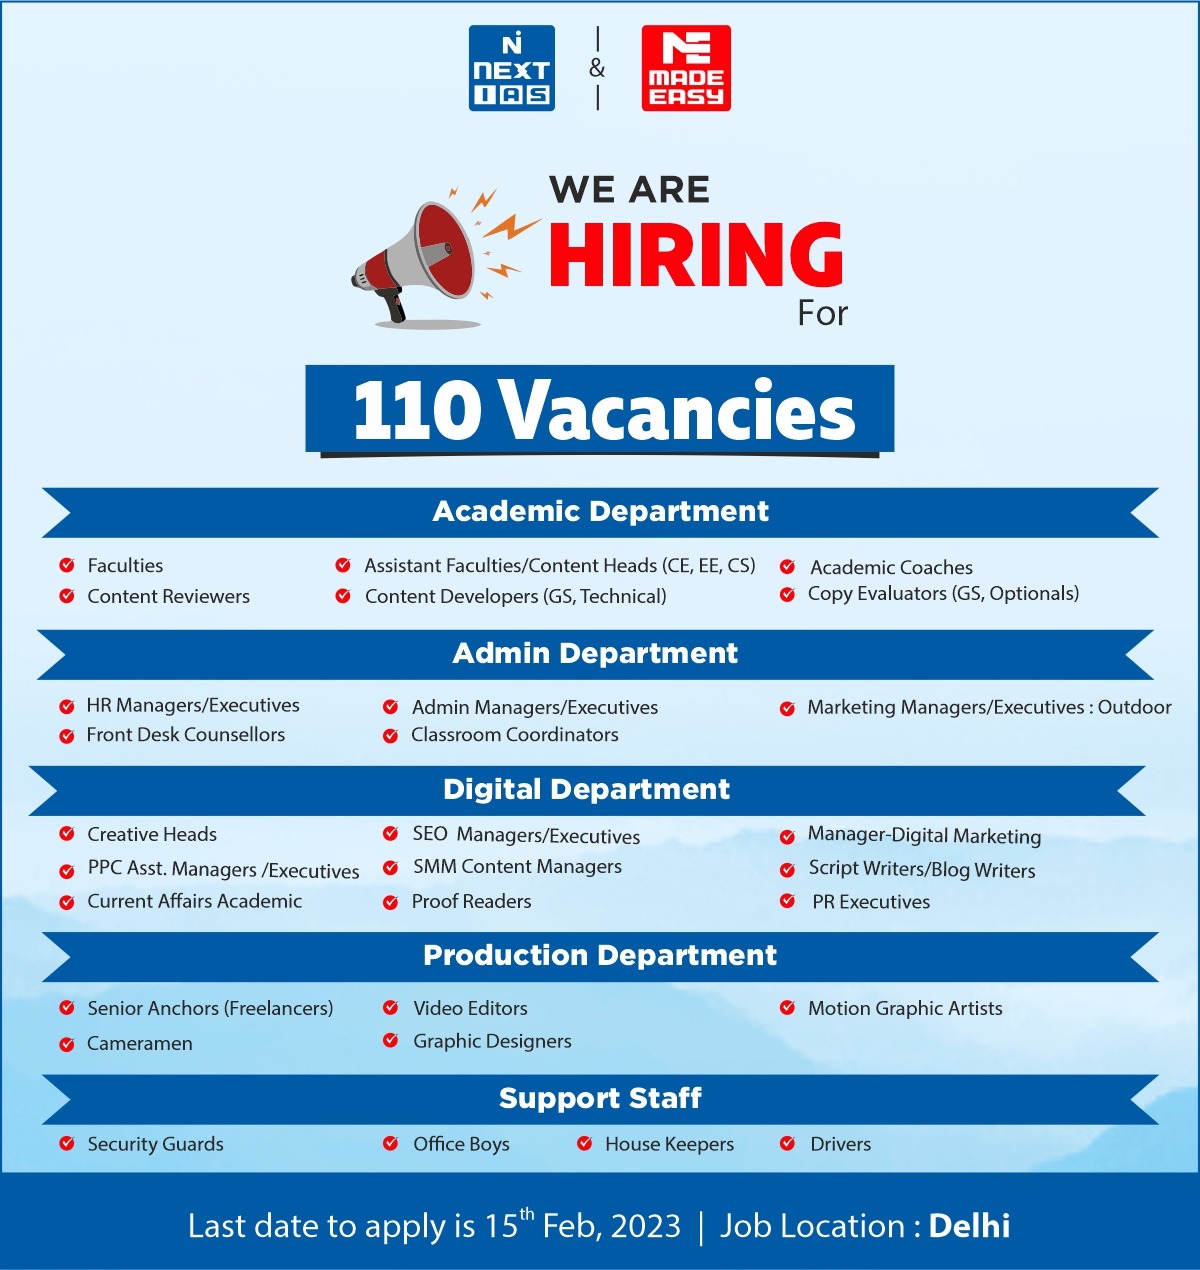 NEXT
IAS
&
MADE
EASY
WE ARE
HIRING
For
110 Vacancies
Academic Department
Faculties
Assistant Faculties/Content Heads (CE, EE, CS)
Academic Coaches
Content Reviewers
Content Developers (GS, Technical)
Copy Evaluators (GS, Optionals)
Admin Department
HR Managers/Executives
Admin Managers/Executives
Marketing Managers/Executives : Outdoor
Front Desk Counsellors
Classroom Coordinators
Digital Department
Creative Heads
SEO Managers/Executives
Manager-Digital Marketing
PPC Asst. Managers /Executives
SMM Content Managers
Script Writers/Blog Writers
Current Affairs Academic
Proof Readers
PR Executives
Production Department
Senior Anchors (Freelancers)
Video Editors
Motion Graphic Artists
Cameramen
Graphic Designers
Support Staff
Security Guards
Office Boys
House Keepers
Drivers
Last date to apply is 15th Feb, 2023 | Job Location : Delhi